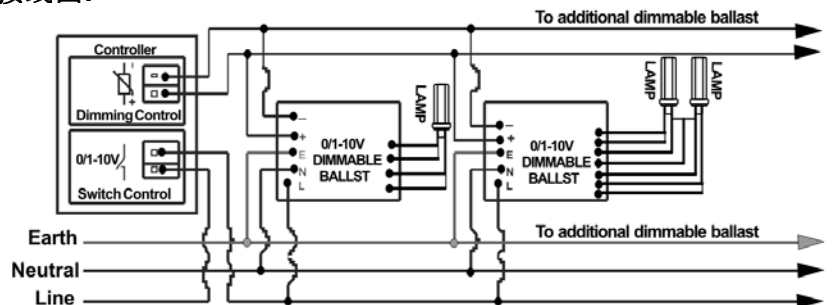 接线图:
To additional dimmable ballast
Controller
- +
Dimming Control
0/1-10V
Switch Control
LAMP
LAMP
LAMP
–
+
E
N
L
0/1-10V
DIMMABLE
BALLST
–
+
E
N
L
0/1-10V
DIMMABLE
BALLST
Earth
To additional dimmable ballast
Neutral
Line